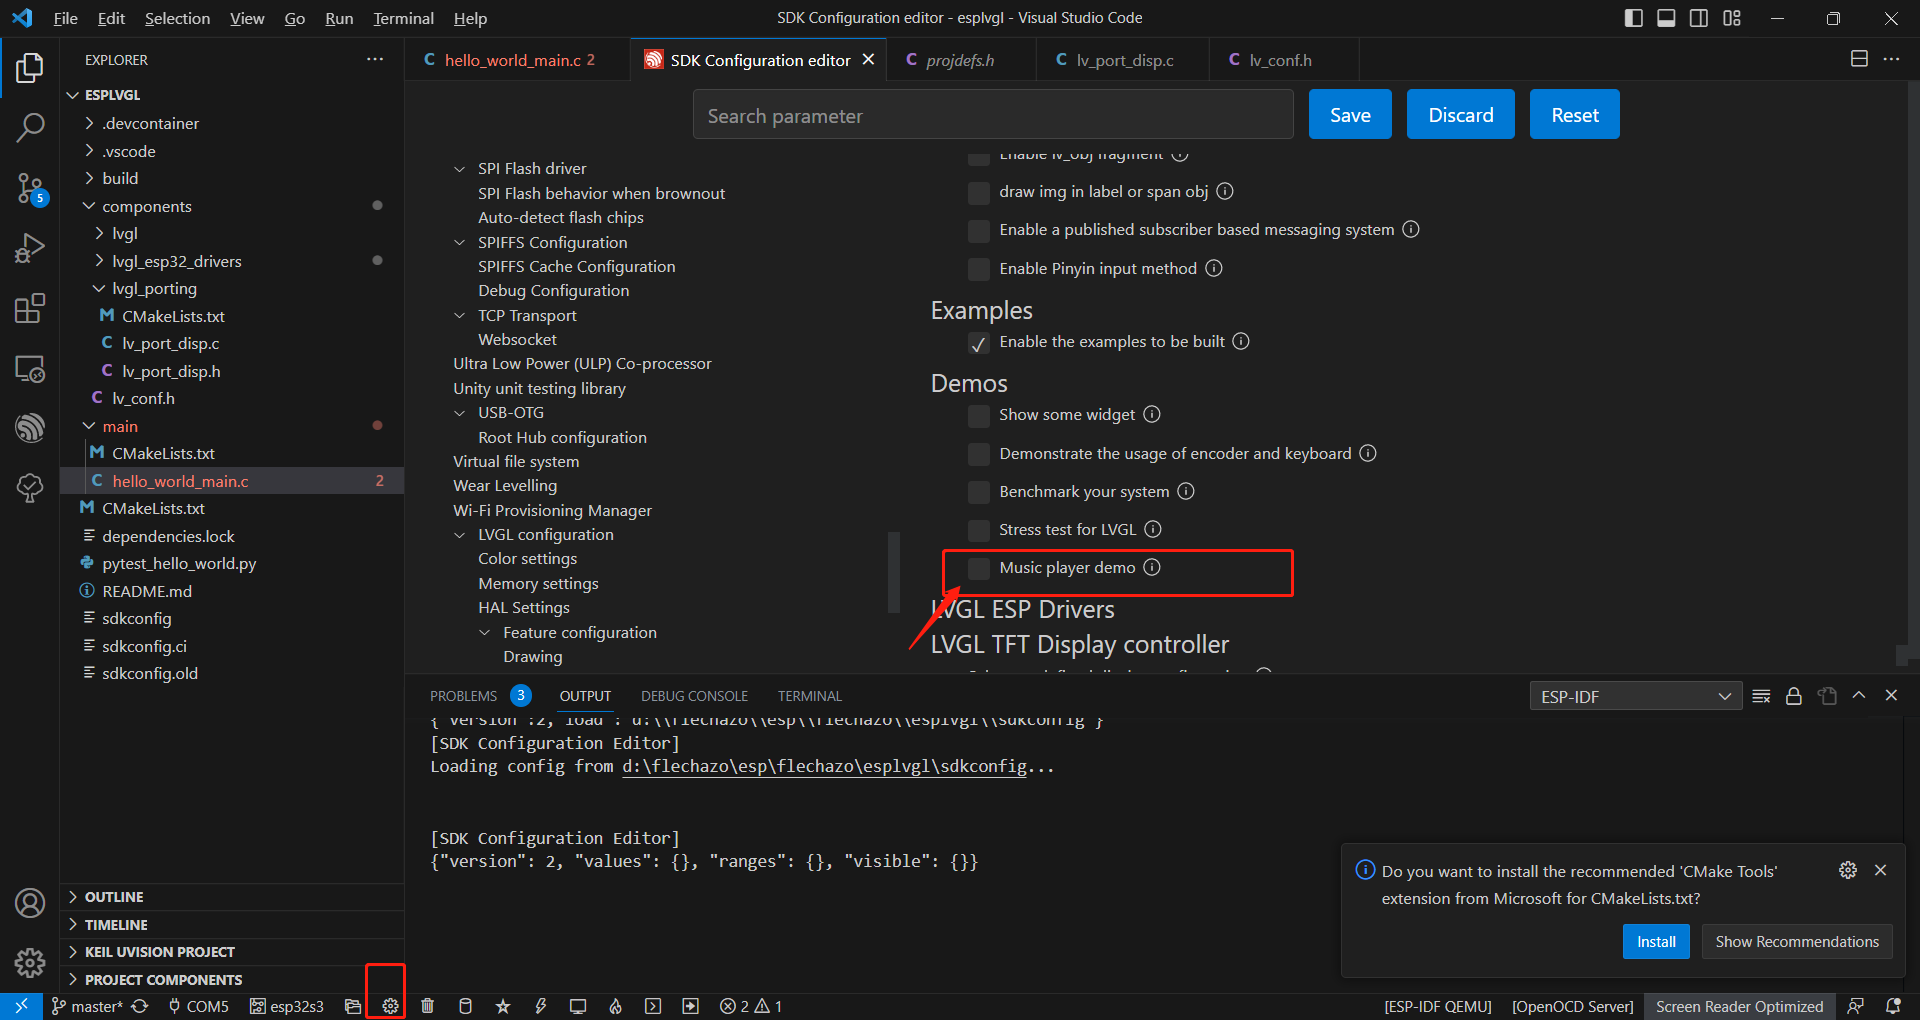 File Edit Selection View Go Run Terminal Help
SDK Configuration editor - esplvgl - Visual Studio Code
EXPLORER
ESPLVGL
.devcontainer
.vscode
build
components
lvgl
lvgl_esp32_drivers
lvgl_porting
CMakeLists.txt
lv_port_disp.c
lv_port_disp.h
lv_conf.h
main
CMakeLists.txt
hello_world_main.c 2
CMakeLists.txt
dependencies.lock
pytest_hello_world.py
README.md
sdkconfig
sdkconfig.ci
sdkconfig.old
OUTLINE
TIMELINE
KEIL UVISION PROJECT
PROJECT COMPONENTS
5
hello_world_main.c 2
SDK Configuration editor
projdefs.h
lv_port_disp.c
lv_conf.h
Search parameter
Save
Discard
Reset
SPI Flash driver
SPI Flash behavior when brownout
Auto-detect flash chips
SPIFFS Configuration
SPIFFS Cache Configuration
Debug Configuration
TCP Transport
Websocket
Ultra Low Power (ULP) Co-processor
Unity unit testing library
USB-OTG
Root Hub configuration
Virtual file system
Wear Levelling
Wi-Fi Provisioning Manager
LVGL configuration
Color settings
Memory settings
HAL Settings
Feature configuration
Drawing
Enable lv_obj fragment
draw img in label or span obj
Enable a published subscriber based messaging system
Enable Pinyin input method
Examples
Enable the examples to be built
Demos
Show some widget
Demonstrate the usage of encoder and keyboard
Benchmark your system
Stress test for LVGL
Music player demo
LVGL ESP Drivers
LVGL TFT Display controller
PROBLEMS 3 OUTPUT DEBUG CONSOLE TERMINAL
ESP-IDF
{"version":2,"load":"d:\\flechazo\\esp\\flechazo\\esplvgl\\sdkconfig"}
[SDK Configuration Editor]
Loading config from d:\flechazo\esp\flechazo\esplvgl\sdkconfig...
[SDK Configuration Editor]
{"version": 2, "values": {}, "ranges": {}, "visible": {}}
Do you want to install the recommended 'CMake Tools'
extension from Microsoft for CMakeLists.txt?
Install
Show Recommendations
master* COM5 esp32s3 2 1 [ESP-IDF QEMU] [OpenOCD Server] Screen Reader Optimized